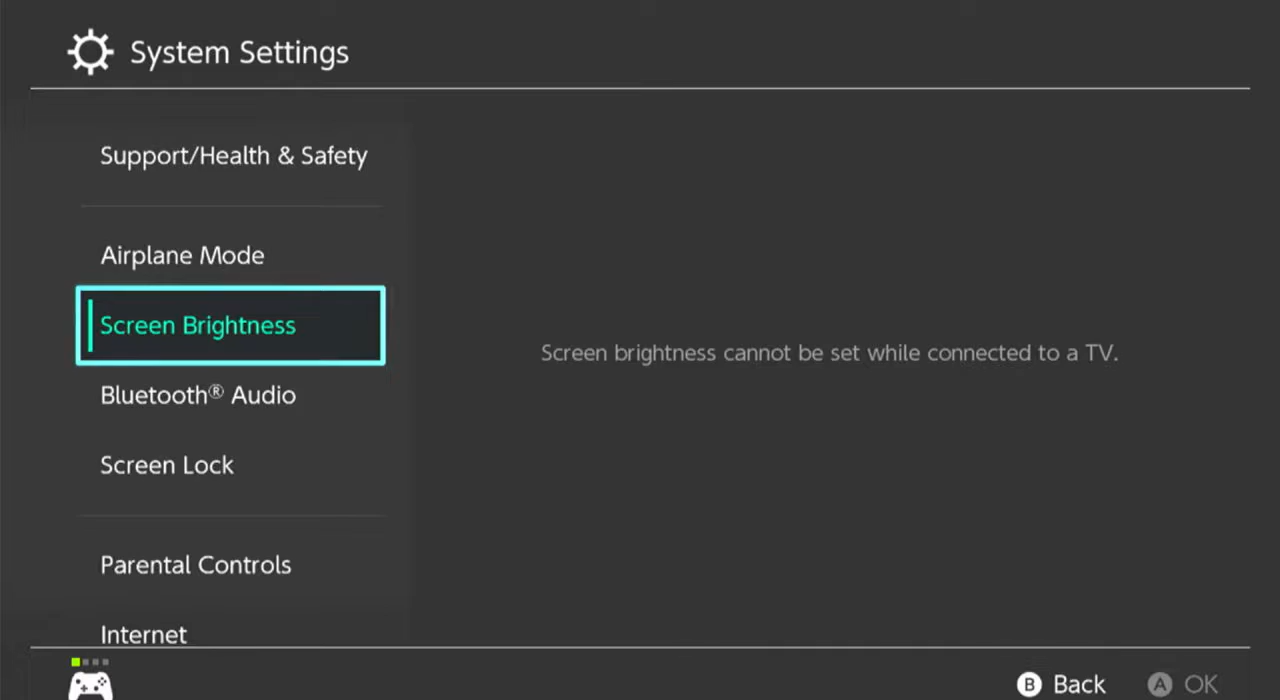 System Settings
Support/Health & Safety
Airplane Mode
Screen Brightness
Screen brightness cannot be set while connected to a TV.
Bluetooth® Audio
Screen Lock
Parental Controls
Internet
B Back A OK